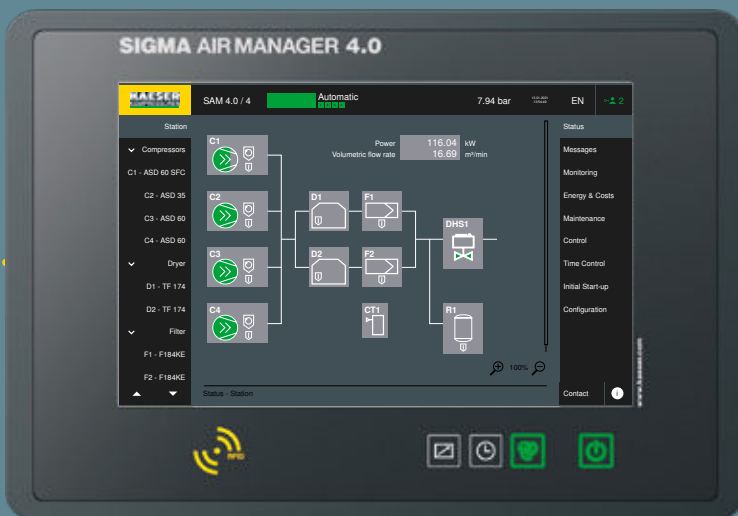 SIGMA AIR MANAGER 4.0
KAESER
KOMPRESSOREN
SAM 4.0 / 4
Automatic
7.94 bar
EN
2
Station
Compressors
C1 - ASD 60 SFC
C2 - ASD 35
C3 - ASD 60
C4 - ASD 60
Dryer
D1 - TF 174
D2 - TF 174
Filter
F1 - F184KE
F2 - F184KE
C1
Power 116.04 kW
Volumetric flow rate 16.69 m³/min
C2
D1
F1
DHS1
C3
D2
F2
C4
CT1
R1
100%
Status - Station
Status
Messages
Monitoring
Energy & Costs
Maintenance
Control
Time Control
Initial Start-up
Configuration
Contact
i
www.kaeser.com
RFID